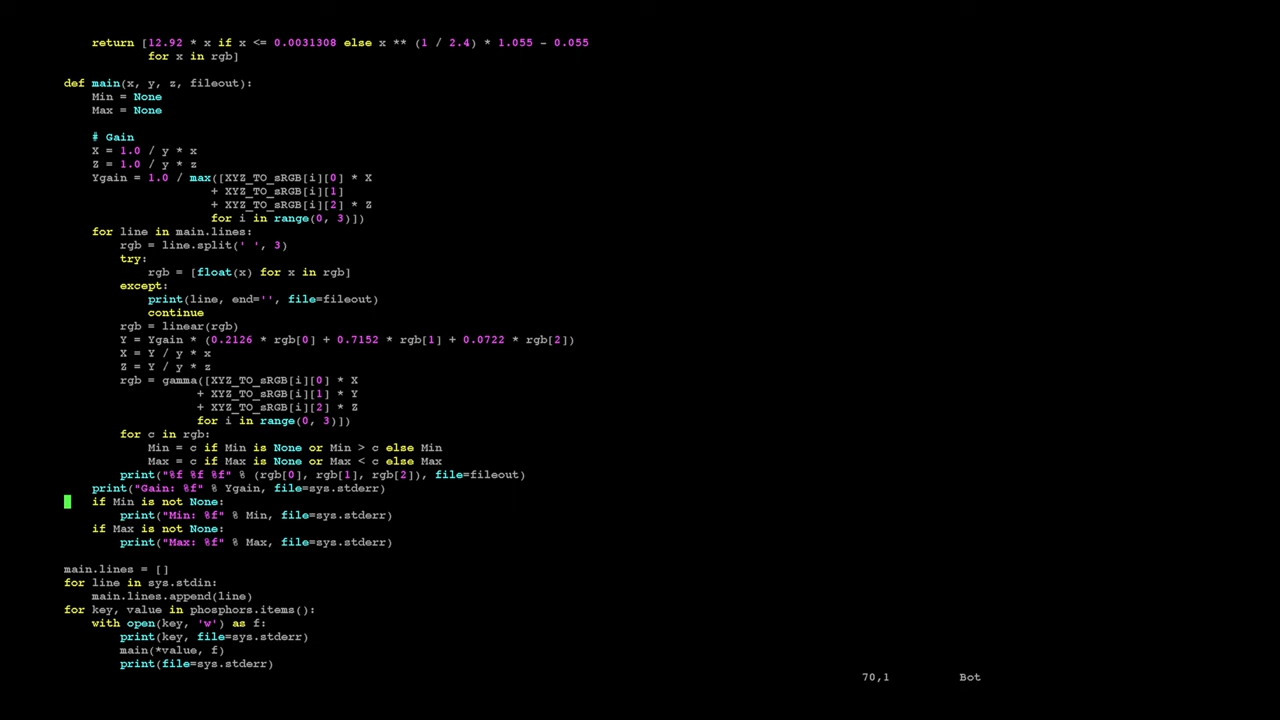 return [12.92 * x if x <= 0.0031308 else x ** (1 / 2.4) * 1.055 - 0.055
            for x in rgb]
def main(x, y, z, fileout):
    Min = None
    Max = None
    # Gain
    X = 1.0 / y * x
    Z = 1.0 / y * z
    Ygain = 1.0 / max([XYZ_TO_sRGB[i][0] * X
                     + XYZ_TO_sRGB[i][1]
                     + XYZ_TO_sRGB[i][2] * Z
                     for i in range(0, 3)])
    for line in main.lines:
        rgb = line.split(' ', 3)
        try:
            rgb = [float(x) for x in rgb]
        except:
            print(line, end='', file=fileout)
            continue
        rgb = linear(rgb)
        Y = Ygain * (0.2126 * rgb[0] + 0.7152 * rgb[1] + 0.0722 * rgb[2])
        X = Y / y * x
        Z = Y / y * z
        rgb = gamma([XYZ_TO_sRGB[i][0] * X
                   + XYZ_TO_sRGB[i][1] * Y
                   + XYZ_TO_sRGB[i][2] * Z
                   for i in range(0, 3)])
        for c in rgb:
            Min = c if Min is None or Min > c else Min
            Max = c if Max is None or Max < c else Max
        print("%f %f %f" % (rgb[0], rgb[1], rgb[2]), file=fileout)
    print("Gain: %f" % Ygain, file=sys.stderr)
    if Min is not None:
        print("Min: %f" % Min, file=sys.stderr)
    if Max is not None:
        print("Max: %f" % Max, file=sys.stderr)
main.lines = []
for line in sys.stdin:
    main.lines.append(line)
for key, value in phosphors.items():
    with open(key, 'w') as f:
        print(key, file=sys.stderr)
        main(*value, f)
        print(file=sys.stderr)
70,1 Bot